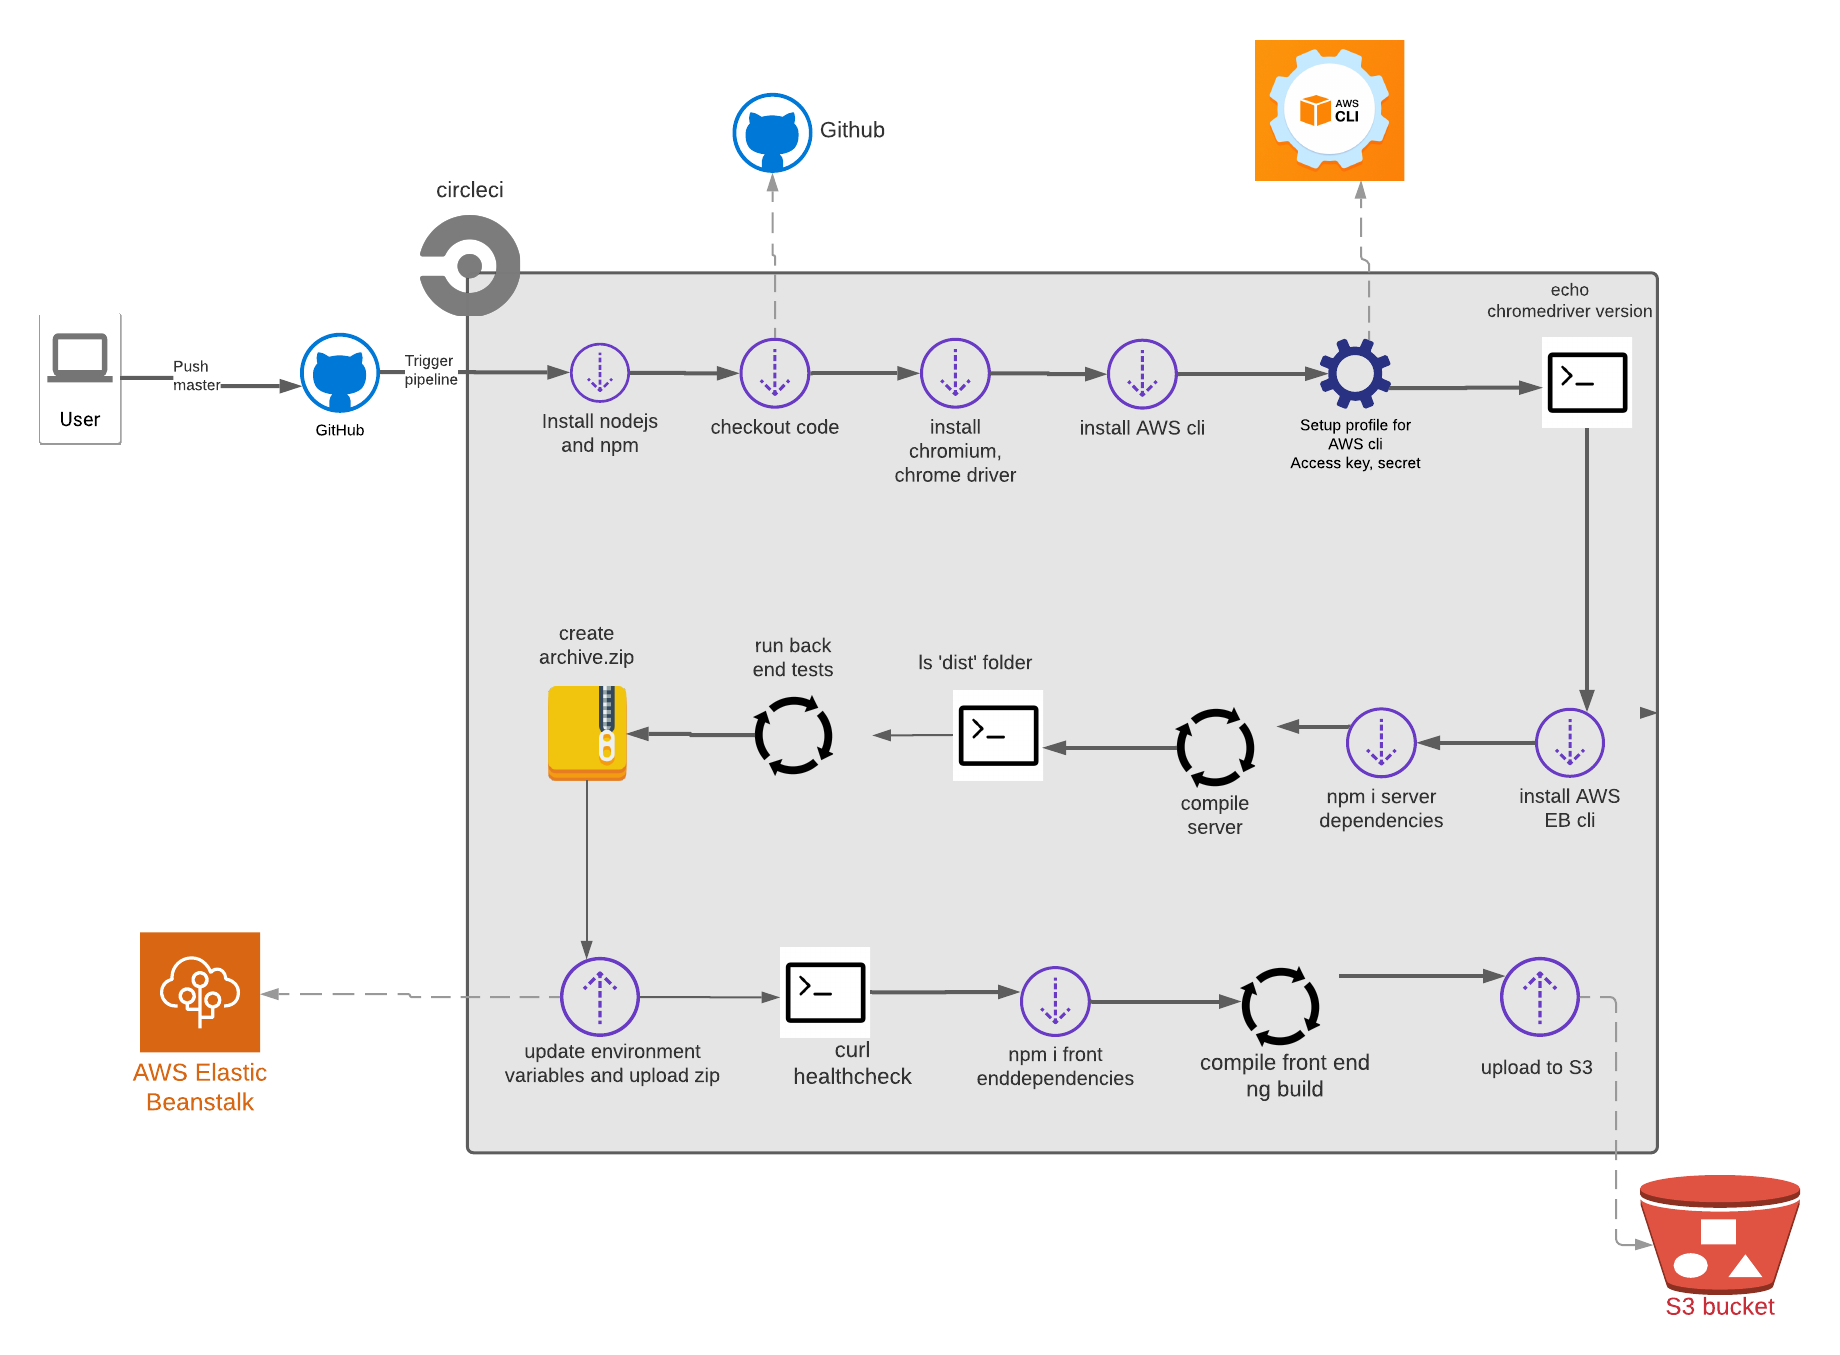 AWS
CLI
Github
circleci
echo
chromedriver version
Push
master
Trigger
pipeline
User
GitHub
Install nodejs
and npm
checkout code
install
chromium,
chrome driver
install AWS cli
Setup profile for
AWS cli
Access key, secret
create
archive.zip
run back
end tests
ls 'dist' folder
compile
server
npm i server
dependencies
install AWS
EB cli
AWS Elastic
Beanstalk
update environment
variables and upload zip
curl
healthcheck
npm i front
enddependencies
compile front end
ng build
upload to S3
S3 bucket